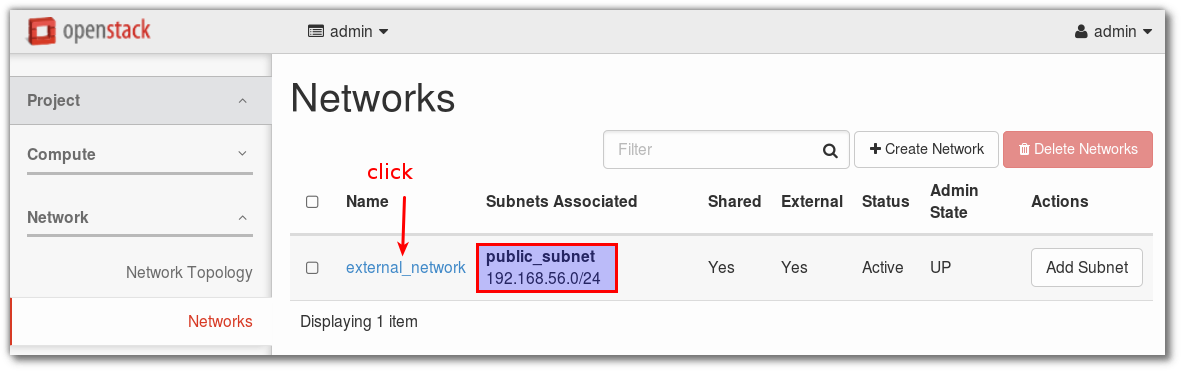 openstack
admin
admin
Project
Compute
Network
Network Topology
Networks
Networks
Filter
Create Network
Delete Networks
click
Name
Subnets Associated
Shared
External
Status
Admin
State
Actions
external_network
public_subnet
192.168.56.0/24
Yes
Yes
Active
UP
Add Subnet
Displaying 1 item